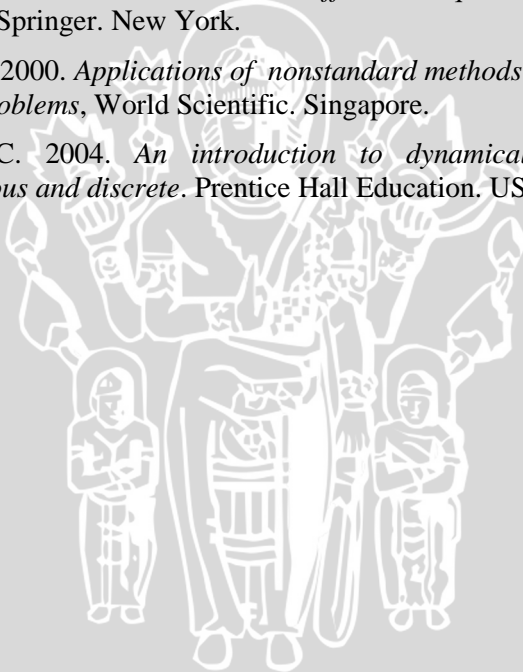 Springer. New York.
2000. Applications of nonstandard methods
oblems, World Scientific. Singapore.
C. 2004. An introduction to dynamical
and discrete. Prentice Hall Education. US